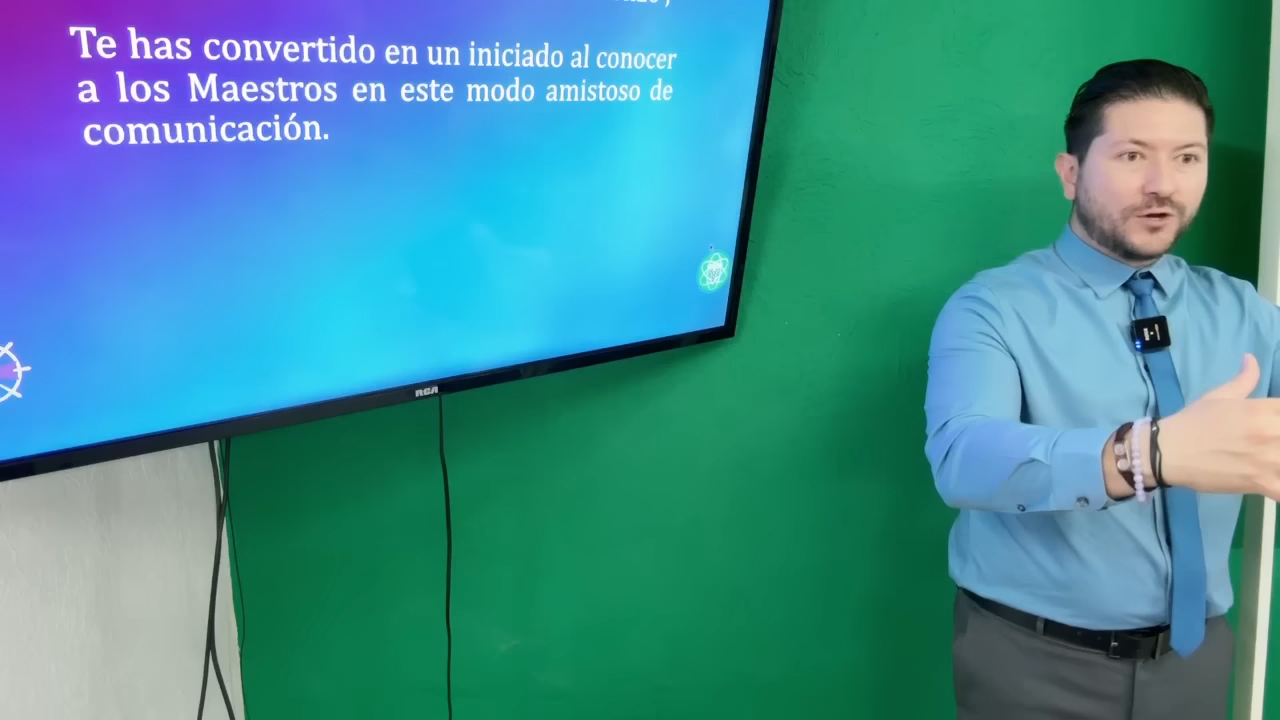 Te has convertido en un iniciado al conocer
a los Maestros en este modo amistoso de
comunicación.
RCA